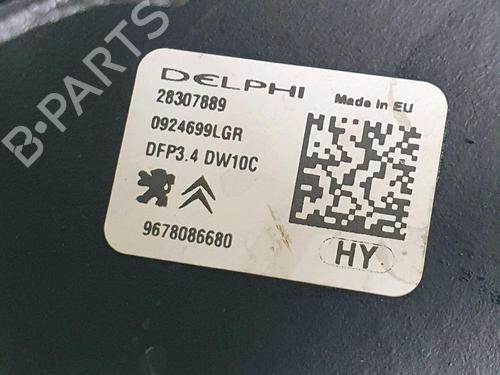 B-PARTS
DELPHI
Made in EU
28307889
0924699LGR
DFP3.4 DW10C
9678086680
HY